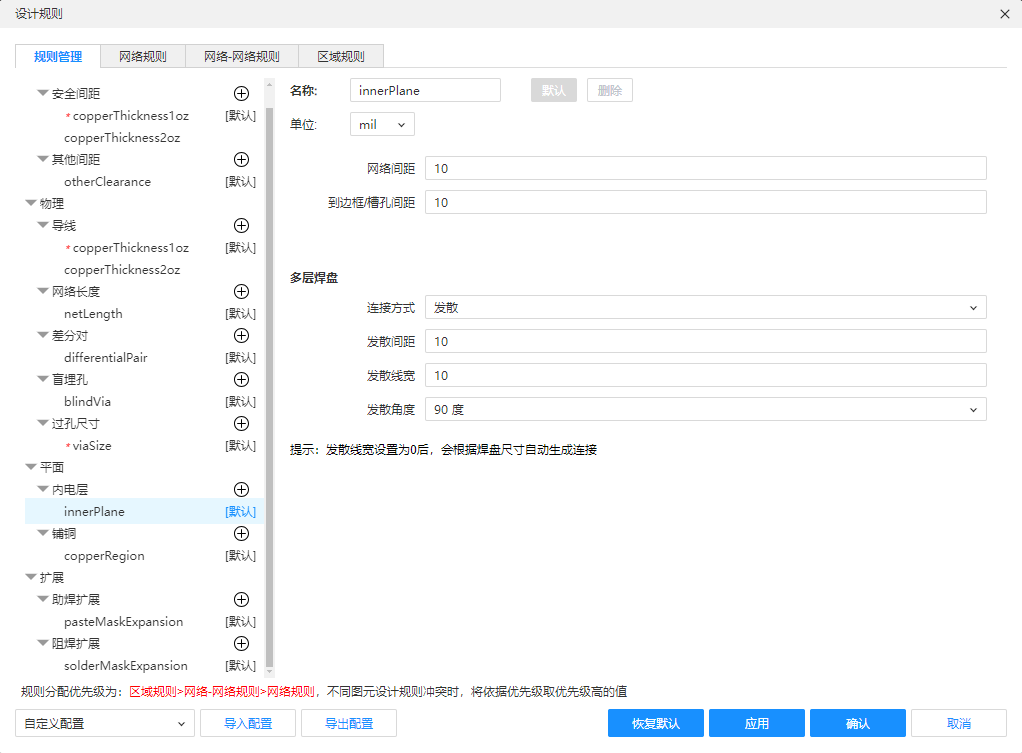 设计规则
规则管理 网络规则 网络-网络规则 区域规则
安全间距
*copperThickness1oz [默认]
copperThickness2oz
其他间距
otherClearance [默认]
物理
导线
*copperThickness1oz [默认]
copperThickness2oz
网络长度
netLength [默认]
差分对
differentialPair [默认]
盲埋孔
blindVia [默认]
过孔尺寸
*viaSize [默认]
平面
内电层
innerPlane [默认]
铺铜
copperRegion [默认]
扩展
助焊扩展
pasteMaskExpansion [默认]
阻焊扩展
solderMaskExpansion [默认]
名称: innerPlane 默认 删除
单位: mil
网络间距 10
到边框/槽孔间距 10
多层焊盘
连接方式 发散
发散间距 10
发散线宽 10
发散角度 90 度
提示：发散线宽设置为0后，会根据焊盘尺寸自动生成连接
规则分配优先级为：区域规则>网络-网络规则>网络规则，不同图元设计规则冲突时，将依据优先级取优先级高的值
自定义配置 导入配置 导出配置 恢复默认 应用 确认 取消